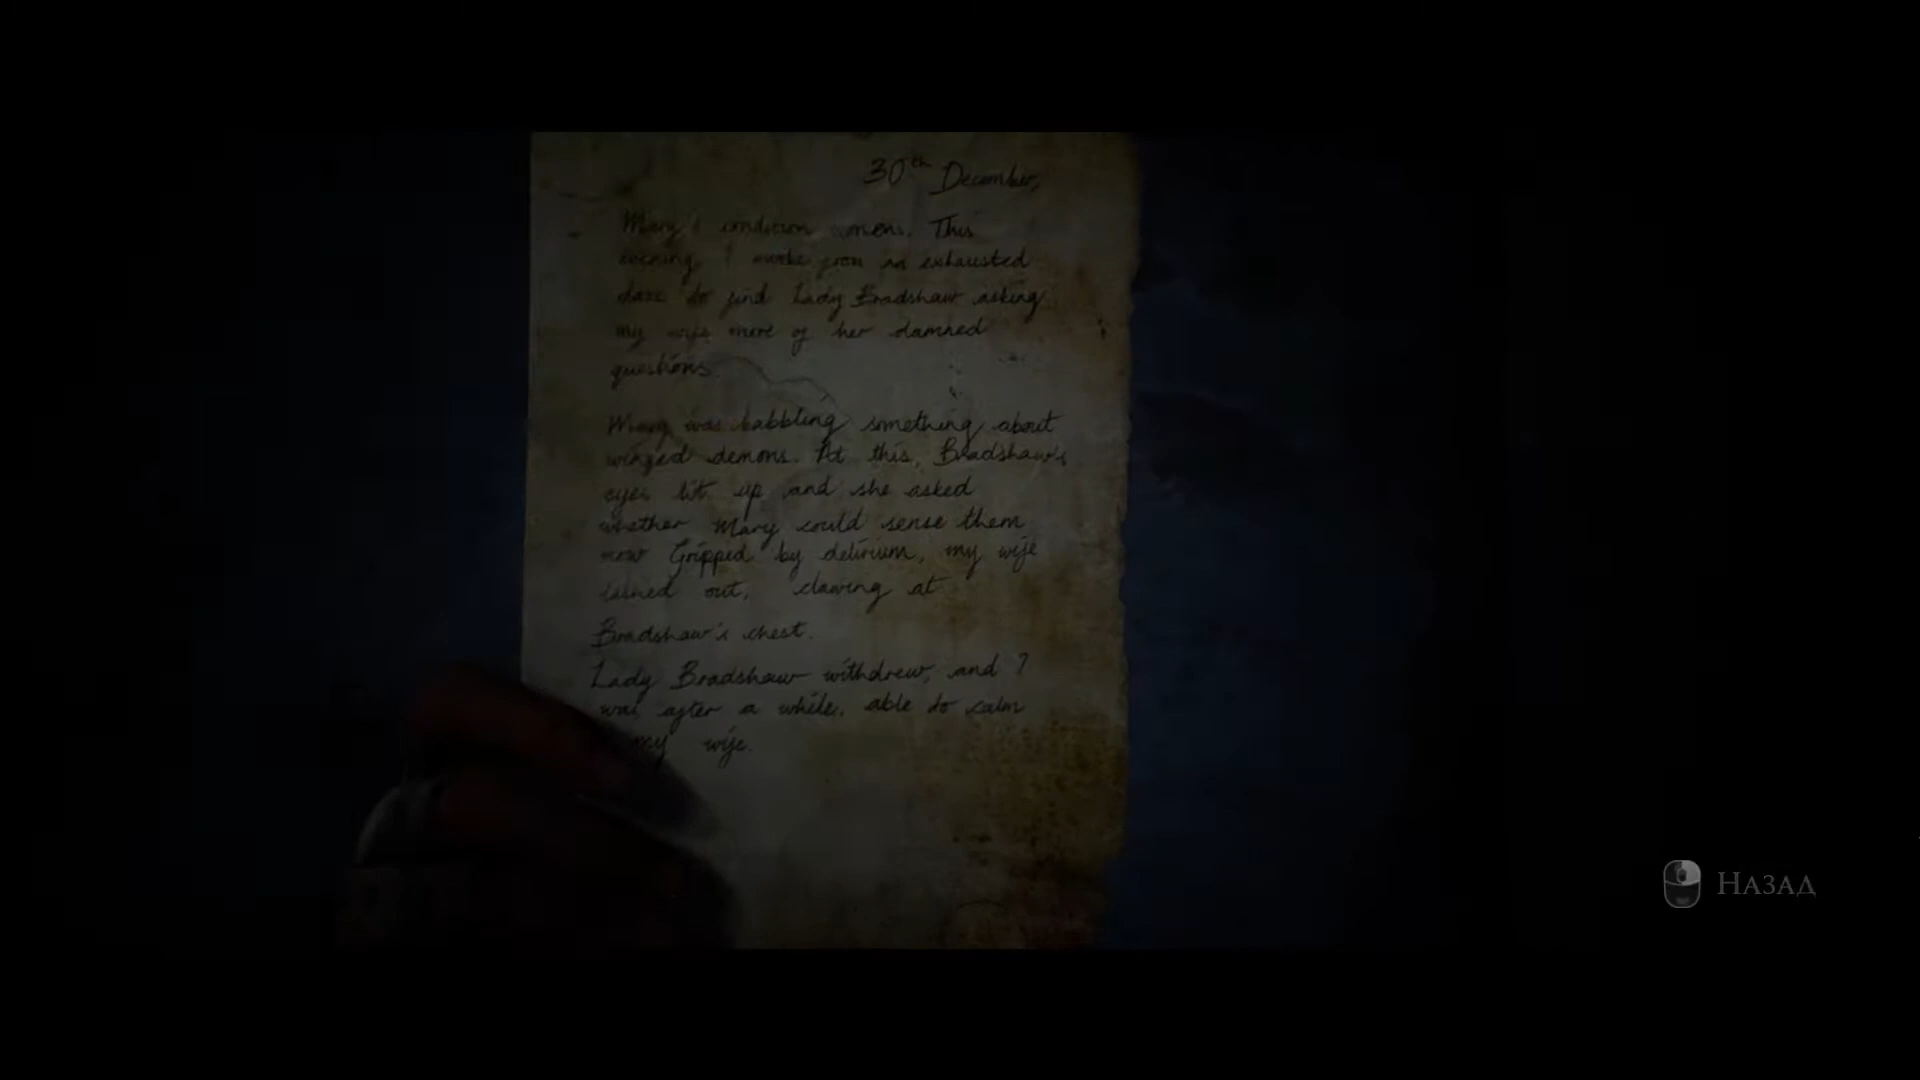 30th December,
Mary's condition worsens. This
evening, I awoke from an exhausted
daze to find Lady Bradshaw asking
my wife more of her damned
questions.
Mary was babbling something about
winged demons. At this, Bradshaw's
eyes lit up and she asked
whether Mary could sense them
now Gripped by delirium, my wife
lashed out, clawing at
Bradshaw's chest.
Lady Bradshaw withdrew, and I
was, after a while, able to calm
my wife.
Назад